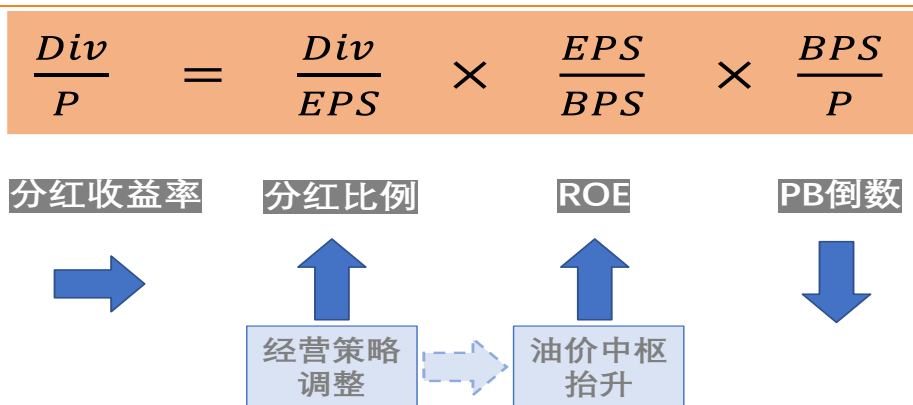 Div/P = Div/EPS × EPS/BPS × BPS/P
分红收益率 分红比例 ROE PB倒数
经营策略 油价中枢
调整 抬升